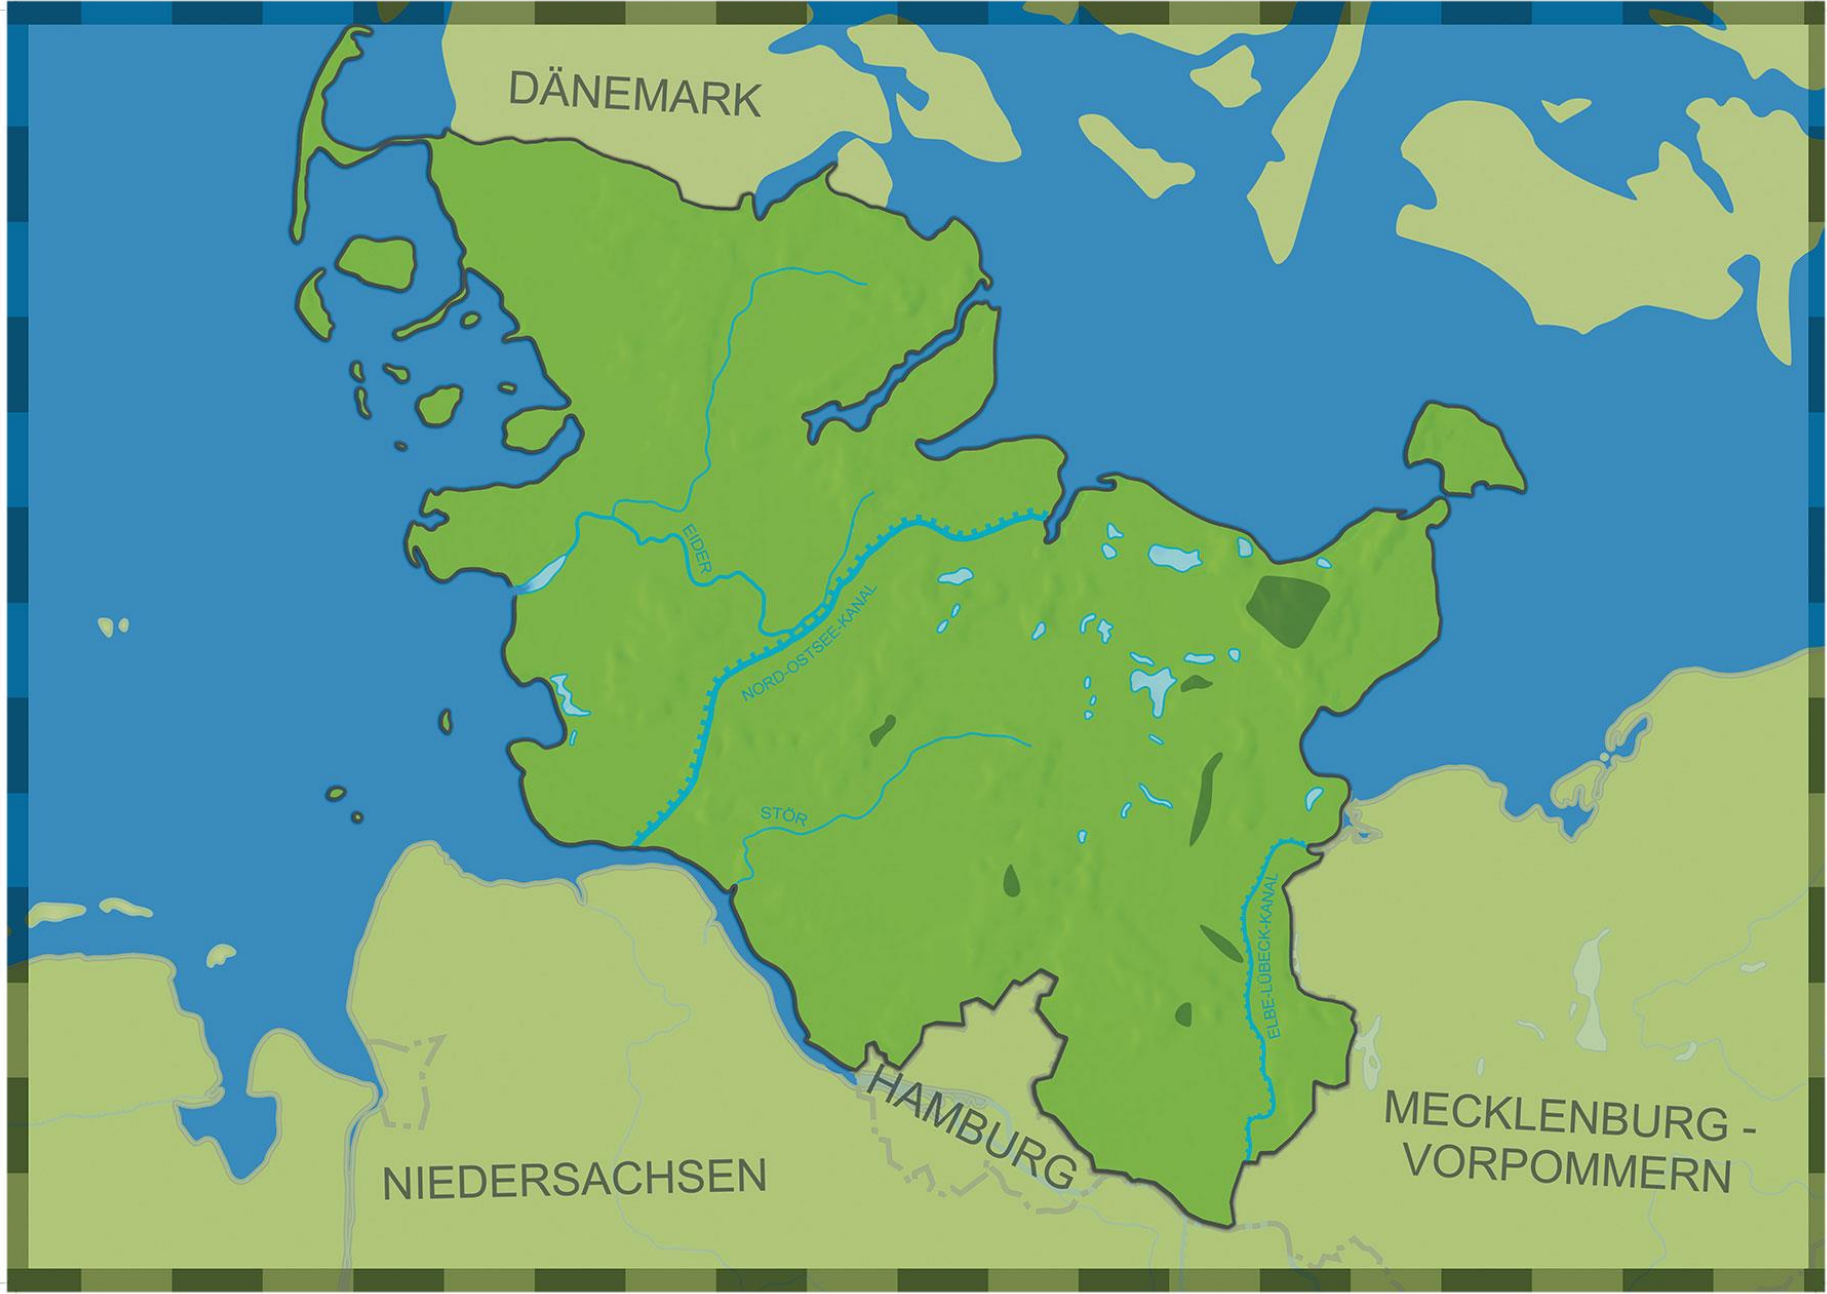 DÄNEMARK
EIDER
NORD-OSTSEE-KANAL
STÖR
ELBE-LÜBECK-KANAL
HAMBURG
MECKLENBURG -
VORPOMMERN
NIEDERSACHSEN